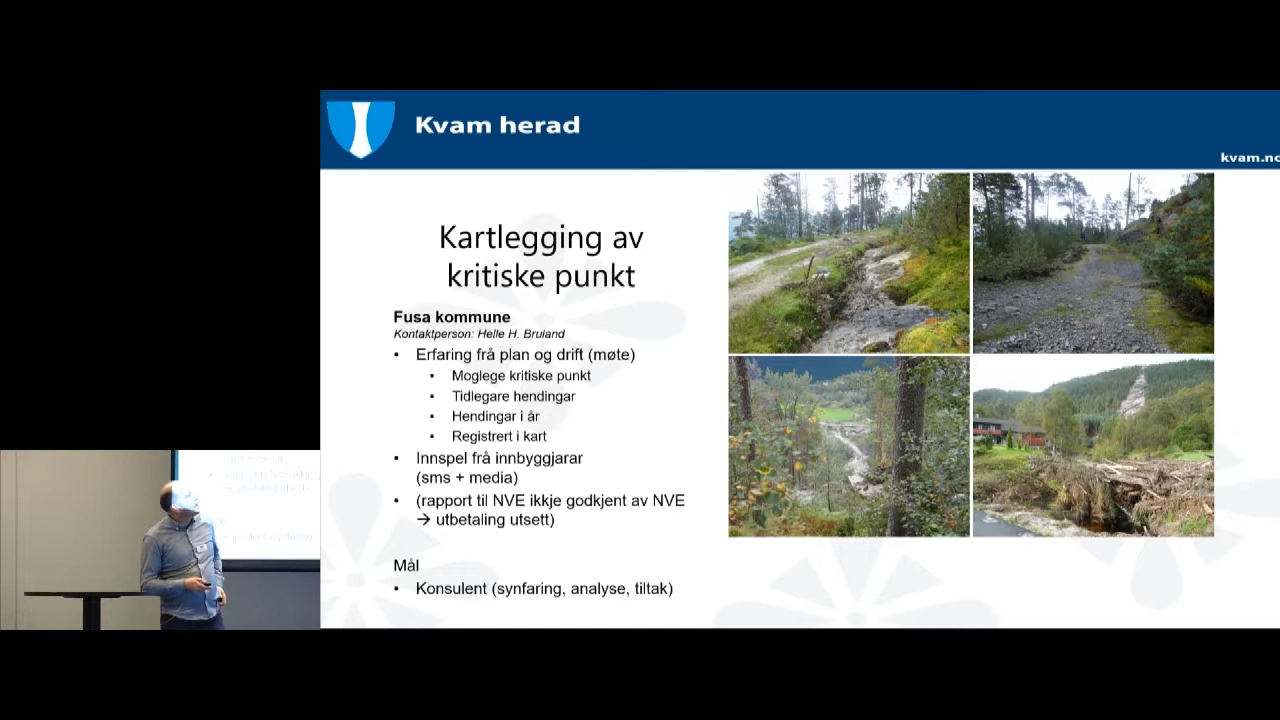 Kvam herad
kvam.no
Kartlegging av
kritiske punkt
Fusa kommune
Kontaktperson: Helle H. Bruland
• Erfaring frå plan og drift (møte)
• Moglege kritiske punkt
• Tidlegare hendingar
• Hendingar i år
• Registrert i kart
• Innspel frå innbyggjarar
(sms + media)
• (rapport til NVE ikkje godkjent av NVE
→ utbetaling utsett)
Mål
• Konsulent (synfaring, analyse, tiltak)